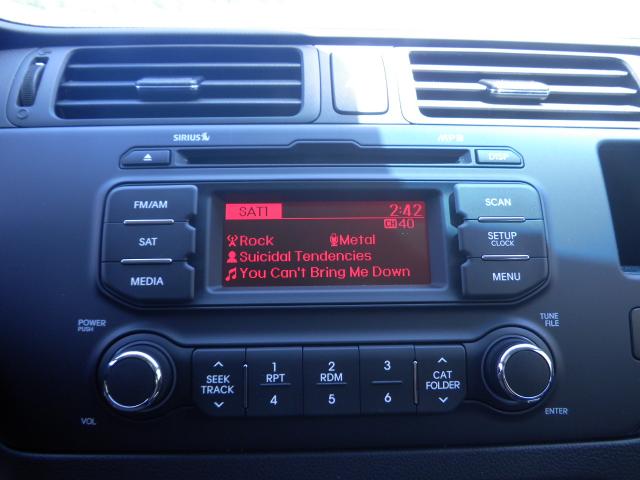 SIRIUS
MP3
DISP
FM/AM
SAT
MEDIA
SAT1 2:42
CH 40
Rock Metal
Suicidal Tendencies
You Can't Bring Me Down
SCAN
SETUP
CLOCK
MENU
POWER
PUSH
VOL
SEEK
TRACK
1
RPT
4
2
RDM
5
3
6
CAT
FOLDER
TUNE
FILE
ENTER